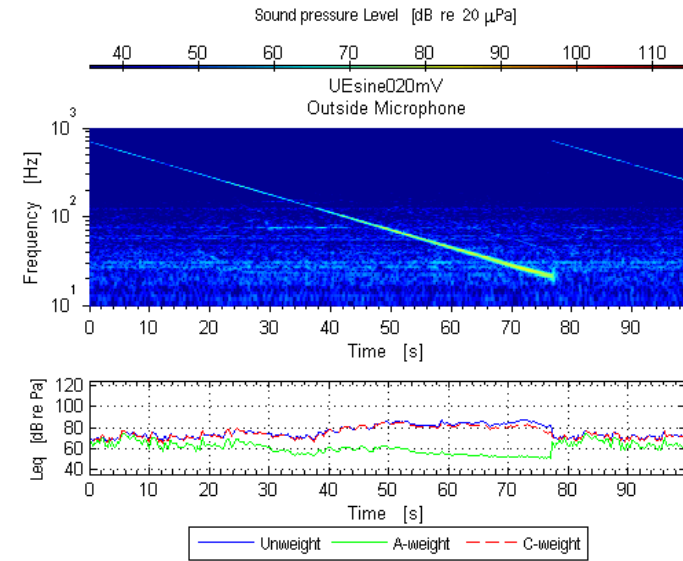 Sound pressure Level [dB re 20 µPa]
40 50 60 70 80 90 100 110
UEsine020mV
Outside Microphone
Frequency [Hz]
10³
10²
10¹
0 10 20 30 40 50 60 70 80 90
Time [s]
Leq [dB re Pa]
120
100
80
60
40
0 10 20 30 40 50 60 70 80 90
Time [s]
Unweight A-weight C-weight